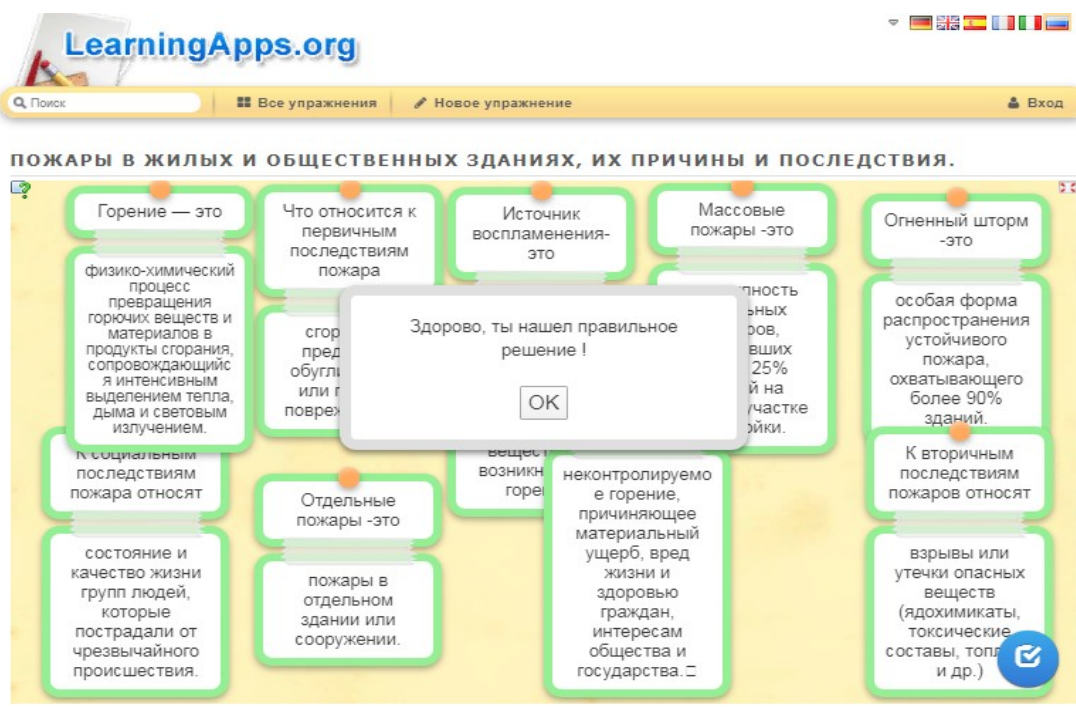 LearningApps.org
Поиск
Все упражнения
Новое упражнение
Вход
ПОЖАРЫ В ЖИЛЫХ И ОБЩЕСТВЕННЫХ ЗДАНИЯХ, ИХ ПРИЧИНЫ И ПОСЛЕДСТВИЯ.
Горение — это
физико-химический
процесс
превращения
горючих веществ и
материалов в
продукты сгорания,
сопровождающийс
я интенсивным
выделением тепла,
дыма и световым
излучением.
Что относится к
первичным
последствиям
пожара
или
Источник
воспламенения-
это
Массовые
пожары -это
25%
на
Огненный шторм
-это
особая форма
распространения
устойчивого
пожара,
охватывающего
более 90%
зданий.
Здорово, ты нашел правильное
решение !
OK
К социальным
последствиям
пожара относят
состояние и
качество жизни
групп людей,
которые
пострадали от
чрезвычайного
происшествия.
Отдельные
пожары -это
пожары в
отдельном
здании или
сооружении.
неконтролируемо
е горение,
причиняющее
материальный
ущерб, вред
жизни и
здоровью
граждан,
интересам
общества и
государства.
К вторичным
последствиям
пожаров относят
взрывы или
утечки опасных
веществ
(ядохимикаты,
токсические
составы,
и др.)